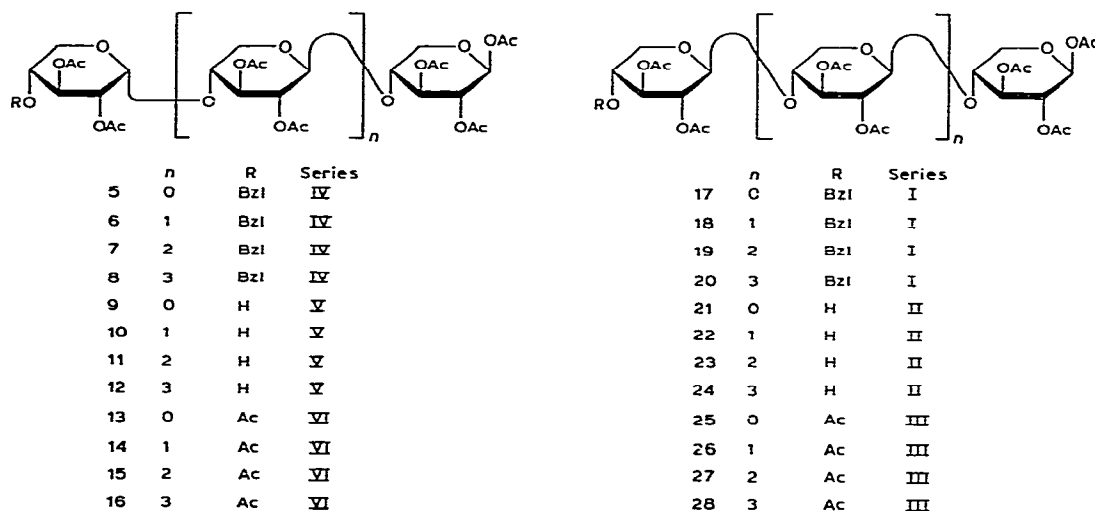 O O O OAc
OAc OAc OAc
RO O O
OAc OAc OAc
n
O O O OAc
OAc OAc OAc
RO O O
OAc OAc OAc
n
n R Series
5 0 Bzl IV
6 1 Bzl IV
7 2 Bzl IV
8 3 Bzl IV
9 0 H V
10 1 H V
11 2 H V
12 3 H V
13 0 Ac VI
14 1 Ac VI
15 2 Ac VI
16 3 Ac VI
n R Series
17 0 Bzl I
18 1 Bzl I
19 2 Bzl I
20 3 Bzl I
21 0 H II
22 1 H II
23 2 H II
24 3 H II
25 0 Ac III
26 1 Ac III
27 2 Ac III
28 3 Ac III